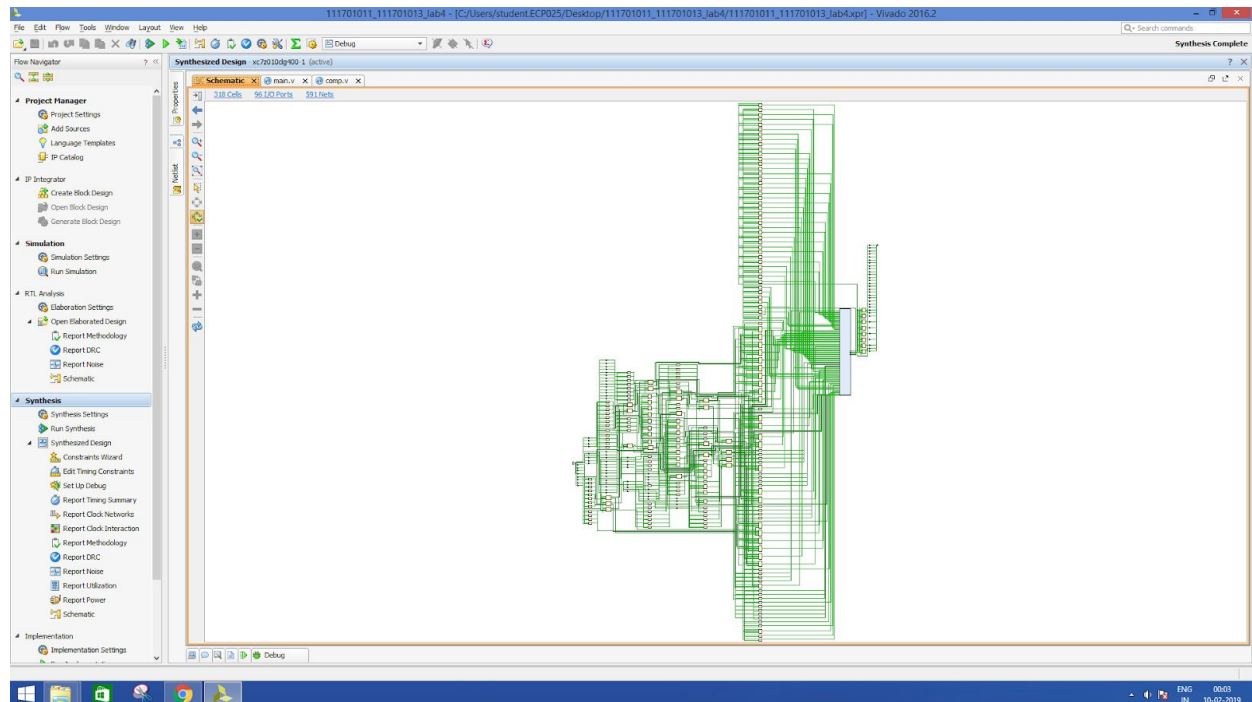 111701011_111701013_lab4 - [C:/Users/student.ECP025/Desktop/111701011_111701013_lab4/111701011_111701013_lab4.xpr] - Vivado 2016.2
File Edit Flow Tools Window Layout View Help
Search commands
Debug
Synthesis Complete
Flow Navigator
Synthesized Design - xc7z010clg400-1 (active)
Schematic main.v comp.v
318 Cells 96 I/O Ports 591 Nets
Properties
Netlist
Project Manager
Project Settings
Add Sources
Language Templates
IP Catalog
IP Integrator
Create Block Design
Open Block Design
Generate Block Design
Simulation
Simulation Settings
Run Simulation
RTL Analysis
Elaboration Settings
Open Elaborated Design
Report Methodology
Report DRC
Report Noise
Schematic
Synthesis
Synthesis Settings
Run Synthesis
Synthesized Design
Constraints Wizard
Edit Timing Constraints
Set Up Debug
Report Timing Summary
Report Clock Networks
Report Clock Interaction
Report Methodology
Report DRC
Report Noise
Report Utilization
Report Power
Schematic
Implementation
Implementation Settings
Debug
ENG 00:03
IN 10-02-2019